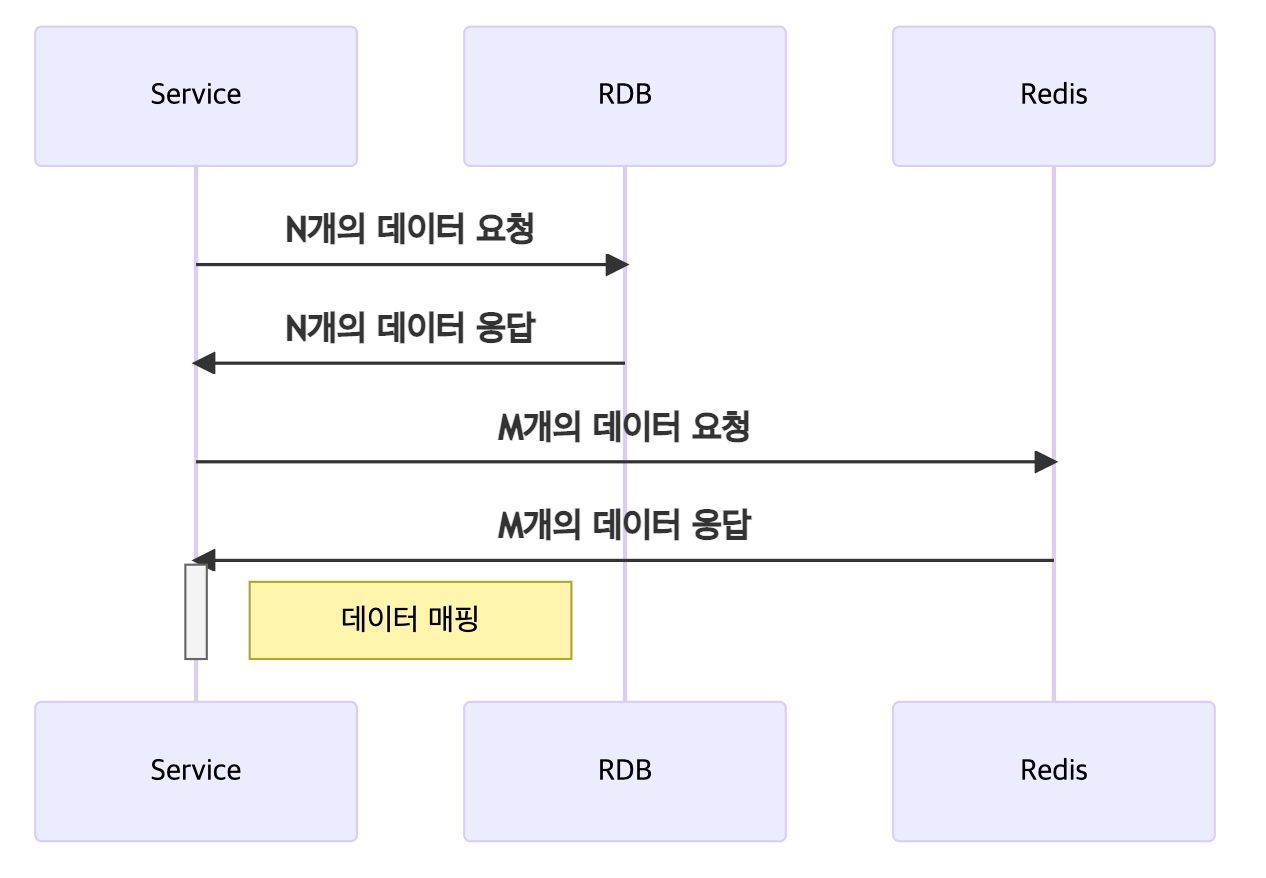 Service
RDB
Redis
N개의 데이터 요청
N개의 데이터 응답
M개의 데이터 요청
M개의 데이터 응답
데이터 매핑
Service
RDB
Redis